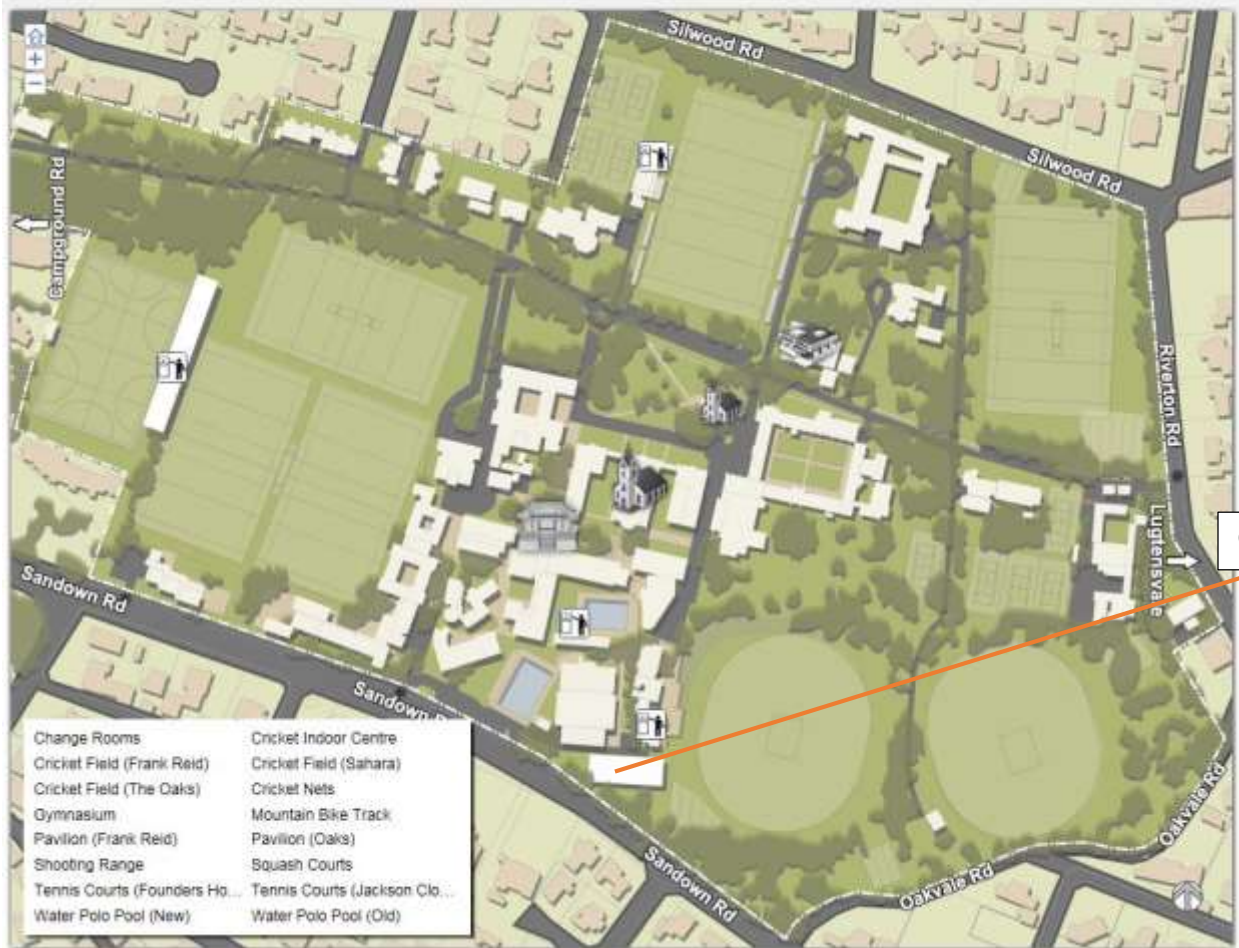 Silwood Rd
Silwood Rd
Campground Rd
Riverton Rd
Lugtensvale
Sandown Rd
Sandown
Change Rooms
Cricket Indoor Centre
Cricket Field (Frank Reid)
Cricket Field (Sahara)
Cricket Field (The Oaks)
Cricket Nets
Gymnasium
Mountain Bike Track
Pavilion (Frank Reid)
Pavilion (Oaks)
Shooting Range
Squash Courts
Tennis Courts (Founders Ho...
Tennis Courts (Jackson Clo...
Water Polo Pool (New)
Water Polo Pool (Old)
Sandown Rd
Oakvale Rd
Oakvale Rd